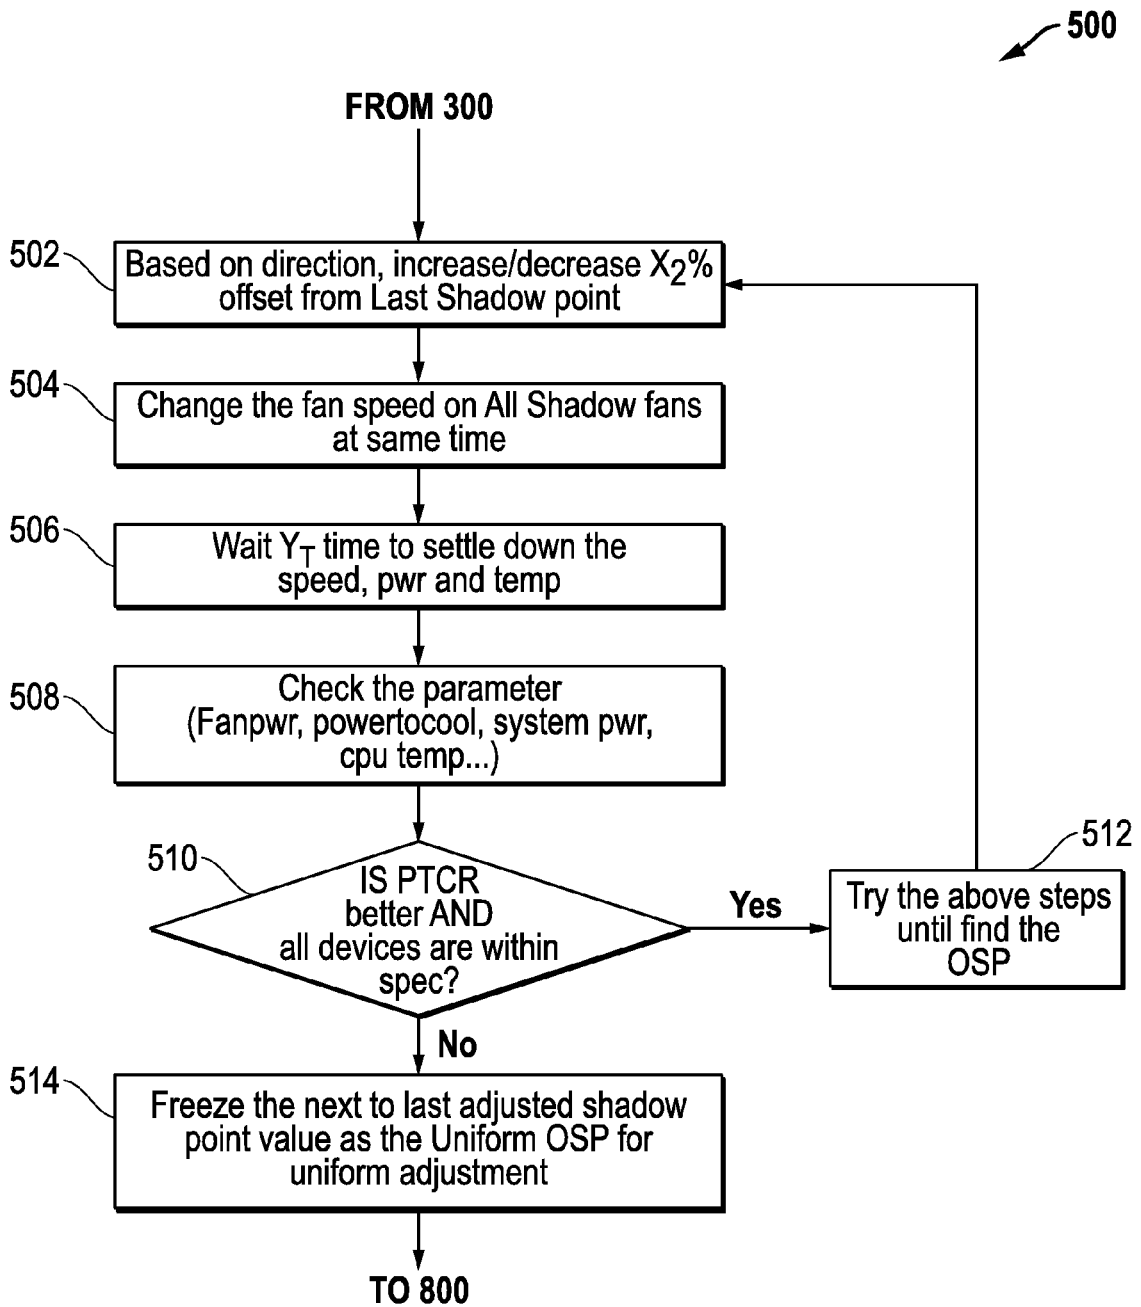 500
FROM 300
502
Based on direction, increase/decrease X2%
offset from Last Shadow point
504
Change the fan speed on All Shadow fans
at same time
506
Wait YT time to settle down the
speed, pwr and temp
508
Check the parameter
(Fanpwr, powertocool, system pwr,
cpu temp...)
510
IS PTCR
better AND
all devices are within
spec?
Yes
512
Try the above steps
until find the
OSP
No
514
Freeze the next to last adjusted shadow
point value as the Uniform OSP for
uniform adjustment
TO 800